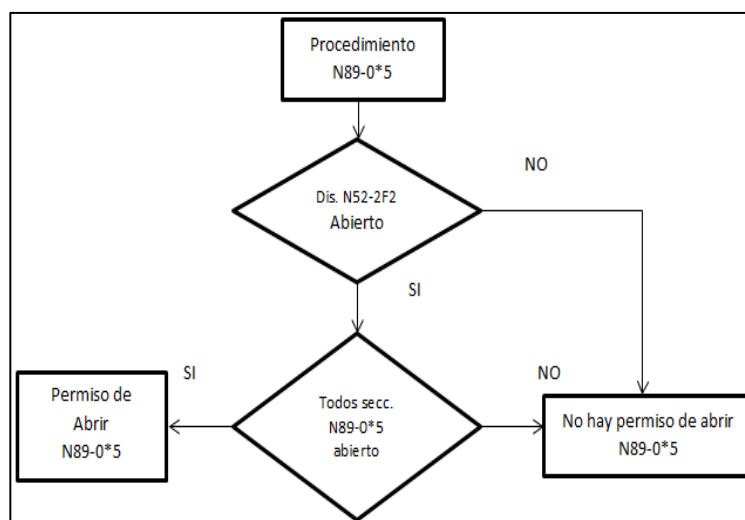 Procedimiento
N89-0*5
NO
Dis. N52-2F2
Abierto
SI
SI
NO
Permiso de
Abrir
N89-0*5
Todos secc.
N89-0*5
abierto
No hay permiso de abrir
N89-0*5